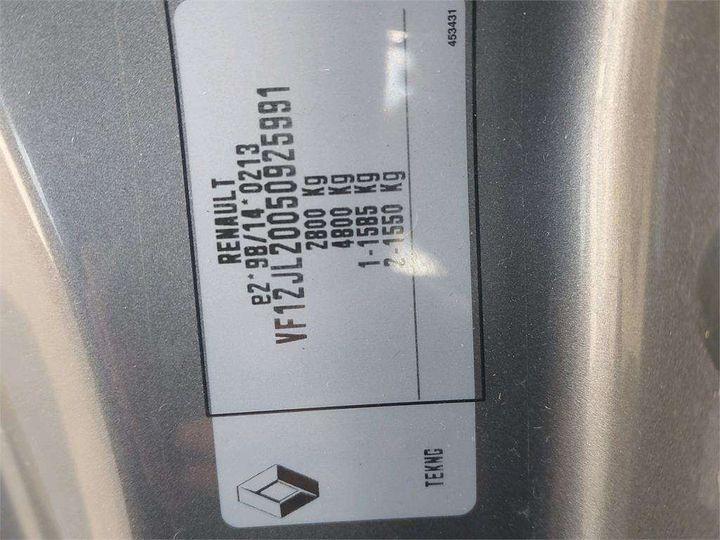 RENAULT
e2*98/14*0213
VF12JL20050925991
2800 Kg
4800 Kg
1-1585 Kg
2-1550 Kg
453431
TEKNG